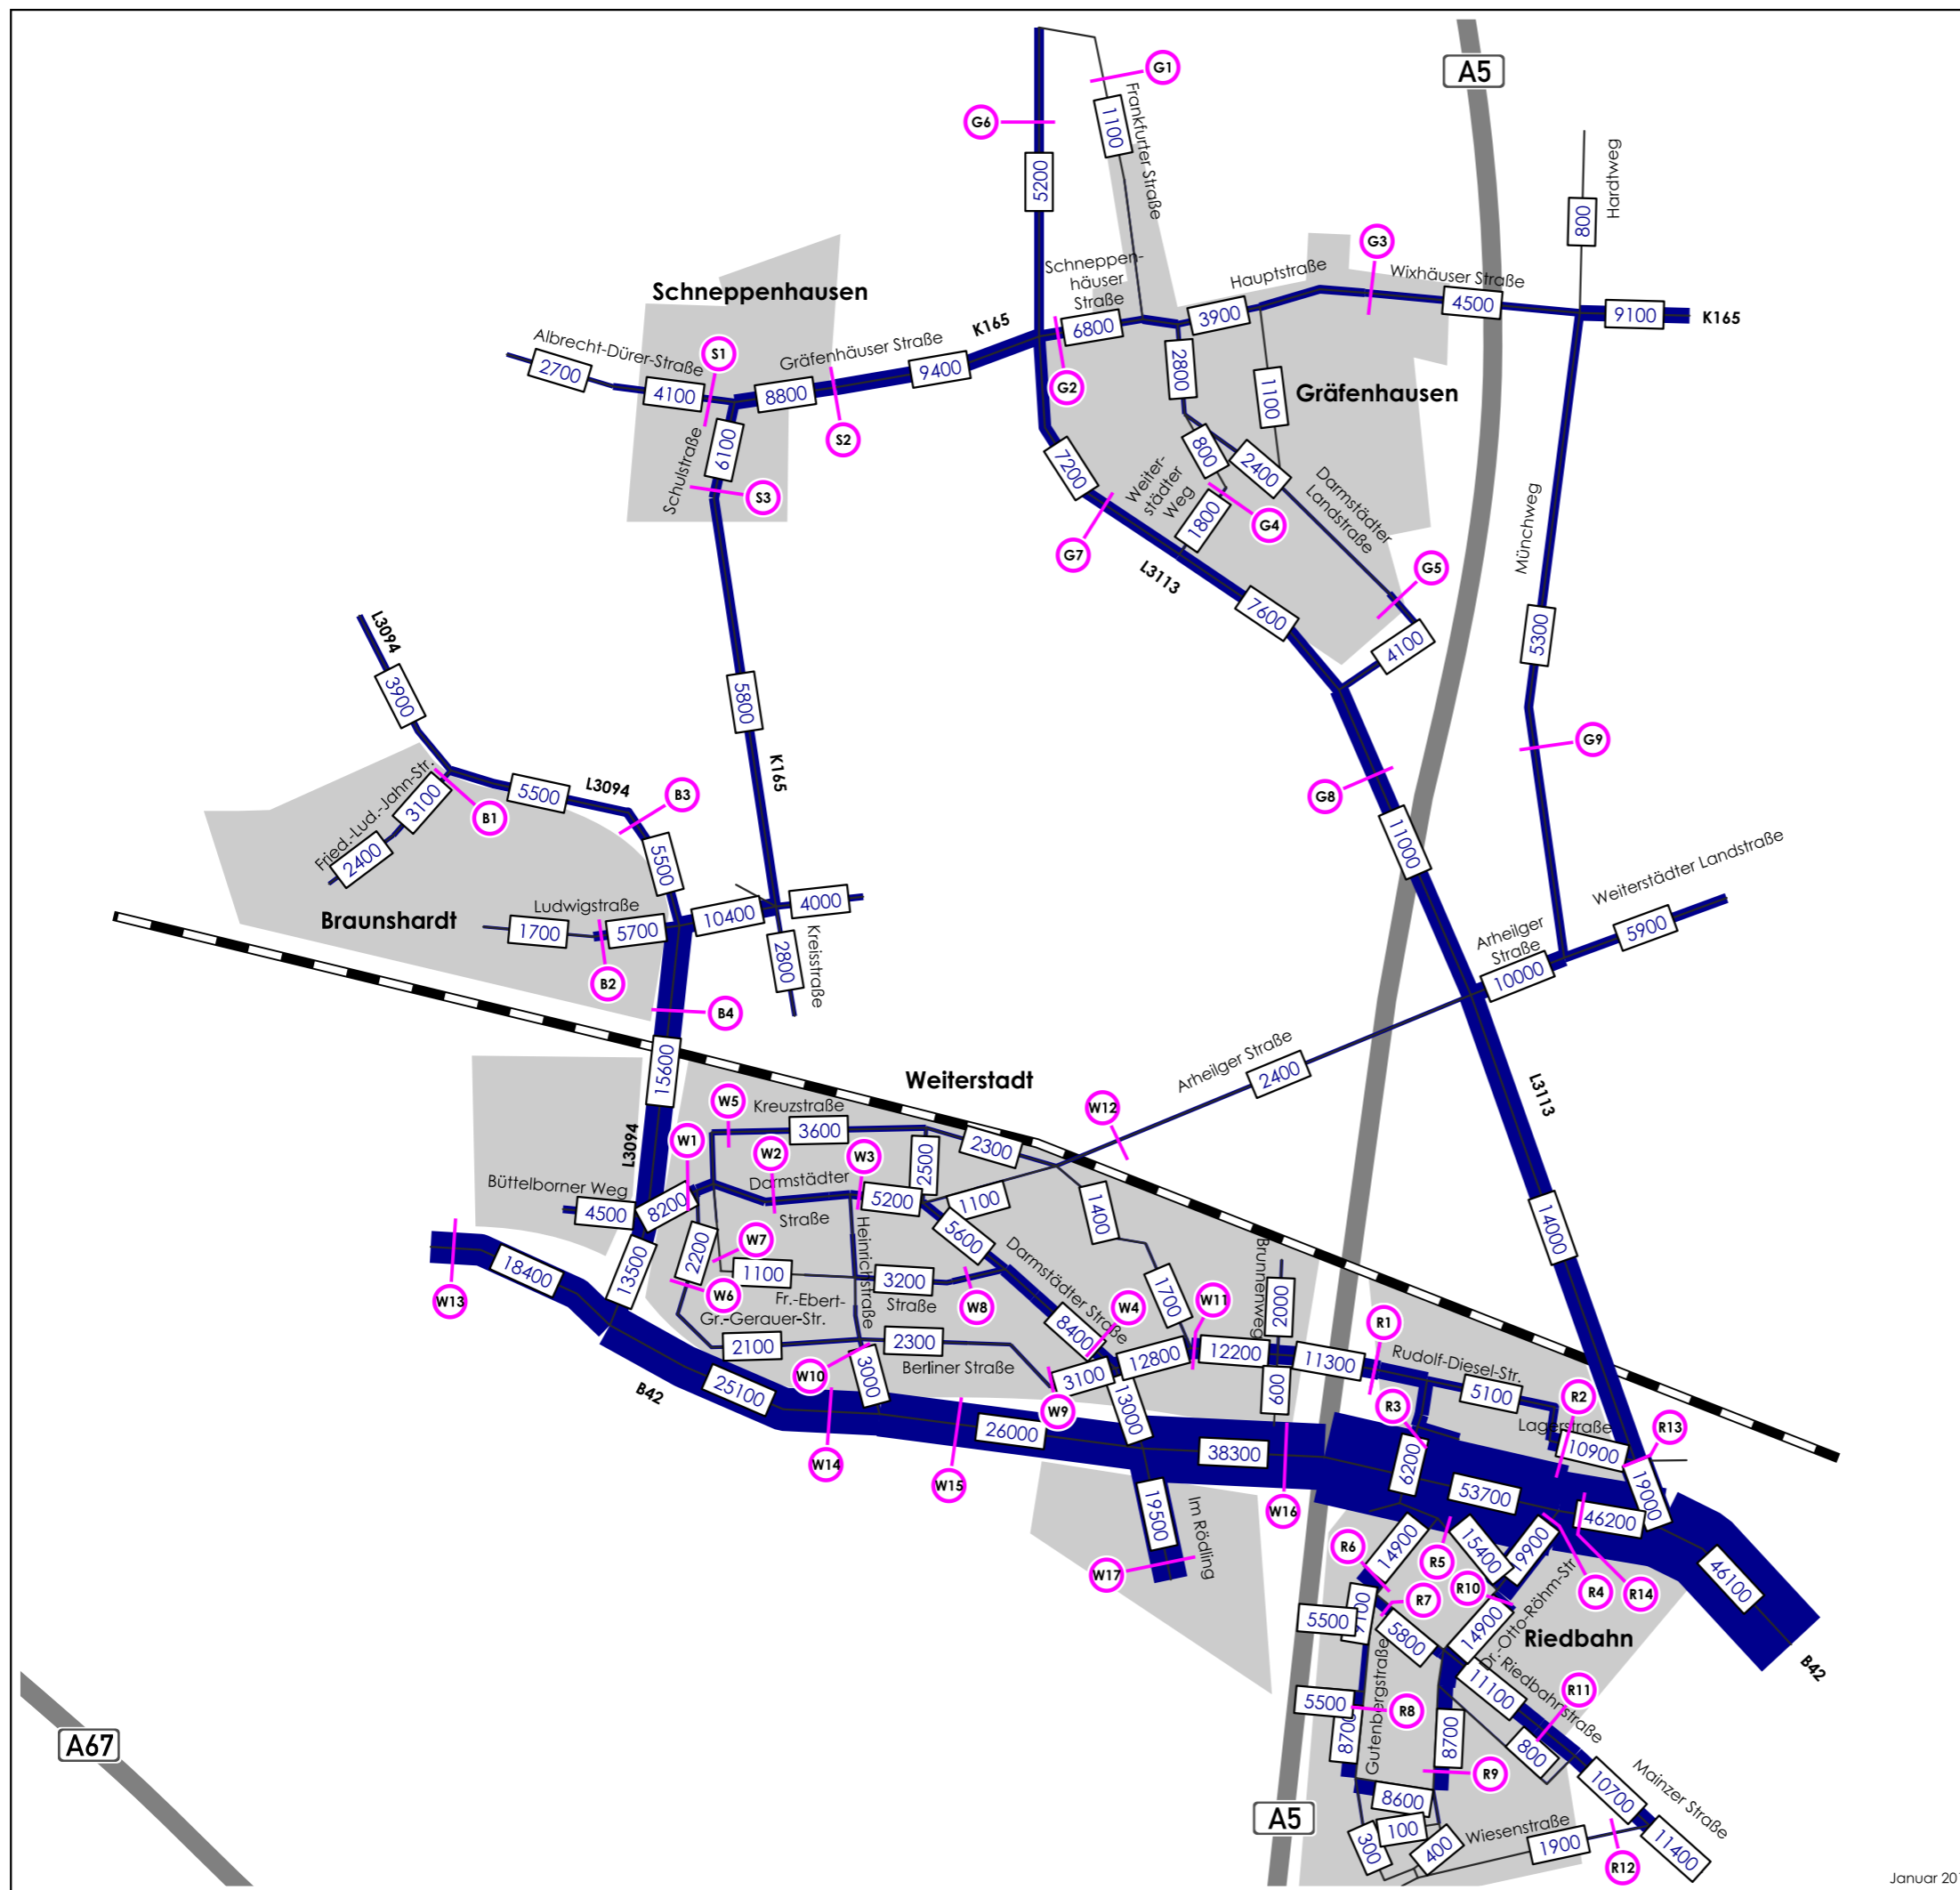 G1
A5
G6
1100
Frankfurter Straße
5200
Hardtweg
800
G3
Schneppen-
häuser
Straße
Hauptstraße
Wixhäuser Straße
4500
Schneppenhausen
K165
6800
3900
9100
K165
Albrecht-Dürer-Straße
S1
Gräfenhäuser Straße
9400
2700
4100
8800
2800
G2
1100
Gräfenhausen
S2
Schulstraße
6100
S3
7200
800
2400
Weiter-
städter
Weg
1800
G4
Darmstädter
Landstraße
G7
G5
Münchweg
L3113
7600
4100
5300
L3094
3900
5800
K165
G9
Fried.-Lud.-Jahn-Str.
3100
2400
B1
5500
L3094
B3
G8
11000
5500
Ludwigstraße
Braunshardt
1700
5700
10400
4000
Weiterstädter Landstraße
5900
Arheilger
Straße
10000
2800
Kreisstraße
B2
B4
15600
Weiterstadt
Arheilger Straße
2400
L3113
W5
Kreuzstraße
3600
W12
W1
W2
W3
2300
2500
L3094
Büttelborner Weg
4500
8200
Darmstädter
Straße
5200
1100
1400
5600
14000
18400
13500
2200
W7
1100
Heinrichstraße
3200
Darmstädter Straße
Brunnenweg
2000
W13
W6
Fr.-Ebert-
Straße
W8
1700
W11
W4
Gr.-Gerauer-Str.
2100
2300
8400
12800
12200
11300
R1
Rudolf-Diesel-Str.
5100
B42
25100
W10
3000
Berliner Straße
3100
13000
600
R3
R2
Lagerstraße
10900
R13
W9
26000
38300
6200
53700
19000
46200
W14
W15
19500
Im Rödling
W16
W17
R6
14900
R5
15400
R4
R14
46100
R10
R7
5500
5800
14900
Riedbahn
B42
Gutenbergstraße
11100
Riedbahnstraße
R11
5500
R8
8700
8700
800
A67
R9
10700
Mainzer Straße
A5
8600
100
300
400
Wiesenstraße
1900
11400
R12